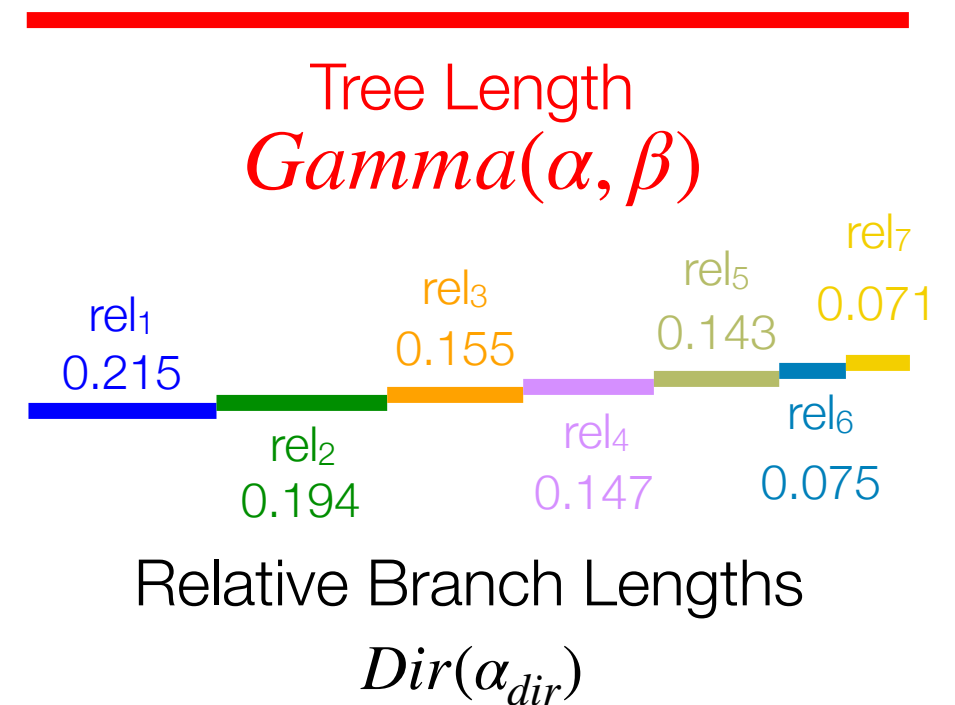 Tree Length
Gamma(α, β)
rel₁
0.215
rel₂
0.194
rel₃
0.155
rel₄
0.147
rel₅
0.143
rel₆
0.075
rel₇
0.071
Relative Branch Lengths
Dir(α_dir)